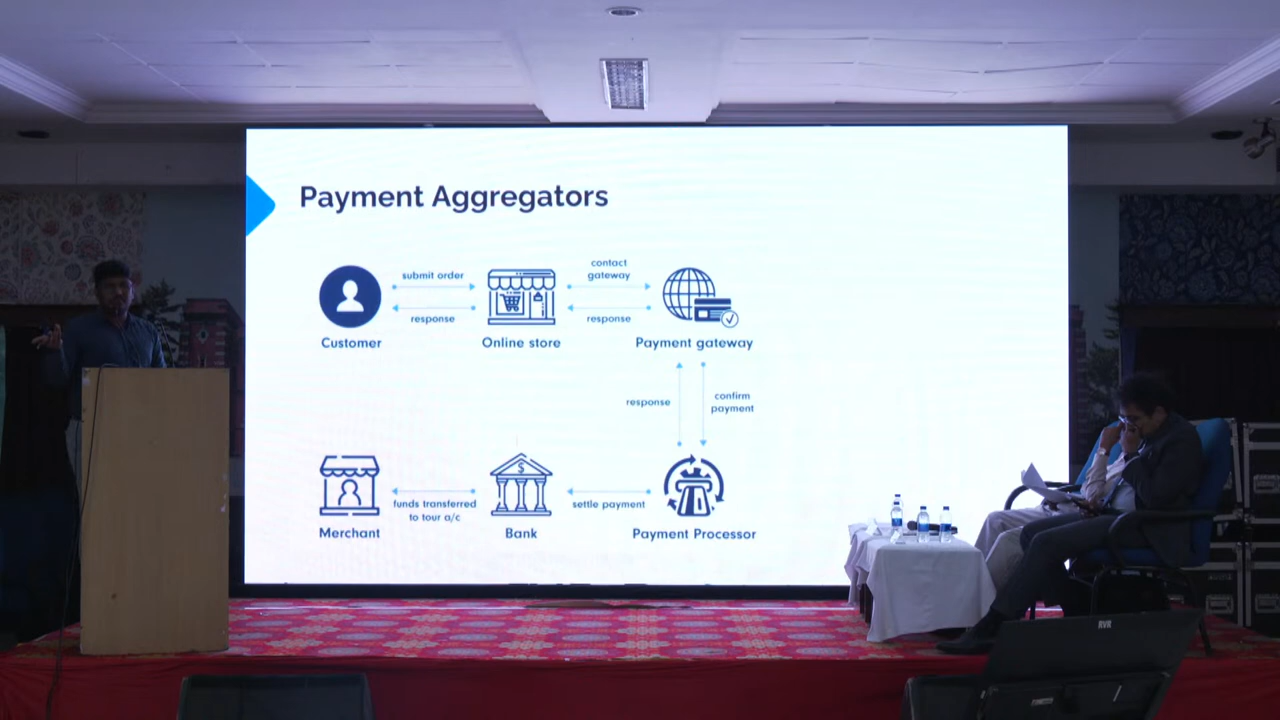 Payment Aggregators
submit order
response
contact
gateway
response
Customer
Online store
Payment gateway
response
confirm
payment
$
funds transferred
to tour a/c
settle payment
Merchant
Bank
Payment Processor
RVR